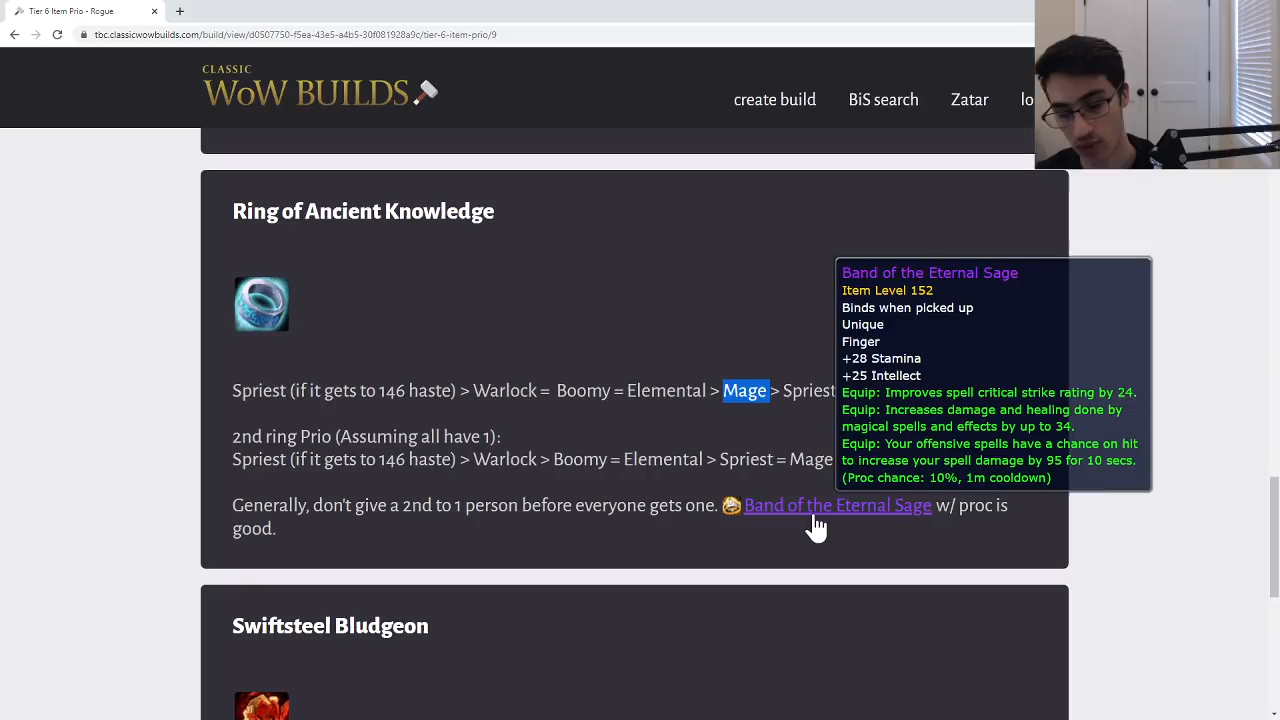 Tier 6 Item Prio - Rogue
tbc.classicwowbuilds.com/build/view/d0507750-f5ea-43e5-a4b5-30f081928a9c/tier-6-item-prio/9
CLASSIC
WoW BUILDS
create build
BiS search
Zatar
lo
Ring of Ancient Knowledge
Spriest (if it gets to 146 haste) > Warlock = Boomy = Elemental > Mage > Spriest
2nd ring Prio (Assuming all have 1):
Spriest (if it gets to 146 haste) > Warlock > Boomy = Elemental > Spriest = Mage
Generally, don't give a 2nd to 1 person before everyone gets one. Band of the Eternal Sage w/ proc is
good.
Band of the Eternal Sage
Item Level 152
Binds when picked up
Unique
Finger
+28 Stamina
+25 Intellect
Equip: Improves spell critical strike rating by 24.
Equip: Increases damage and healing done by
magical spells and effects by up to 34.
Equip: Your offensive spells have a chance on hit
to increase your spell damage by 95 for 10 secs.
(Proc chance: 10%, 1m cooldown)
Swiftsteel Bludgeon